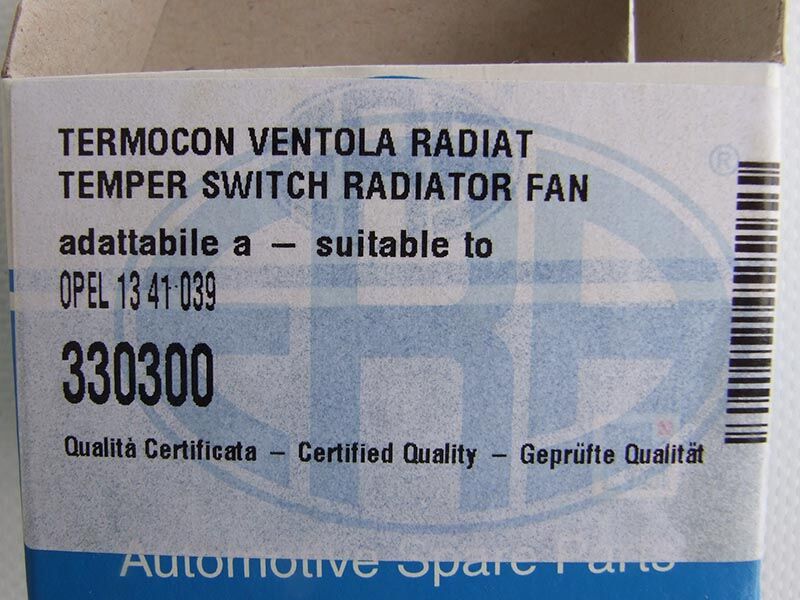 TERMOCON VENTOLA RADIAT
TEMPER SWITCH RADIATOR FAN
adattabile a – suitable to
OPEL 13 41 039
330300
Qualità Certificata – Certified Quality – Geprüfte Qualität
ERA
®
Automotive Spare Parts